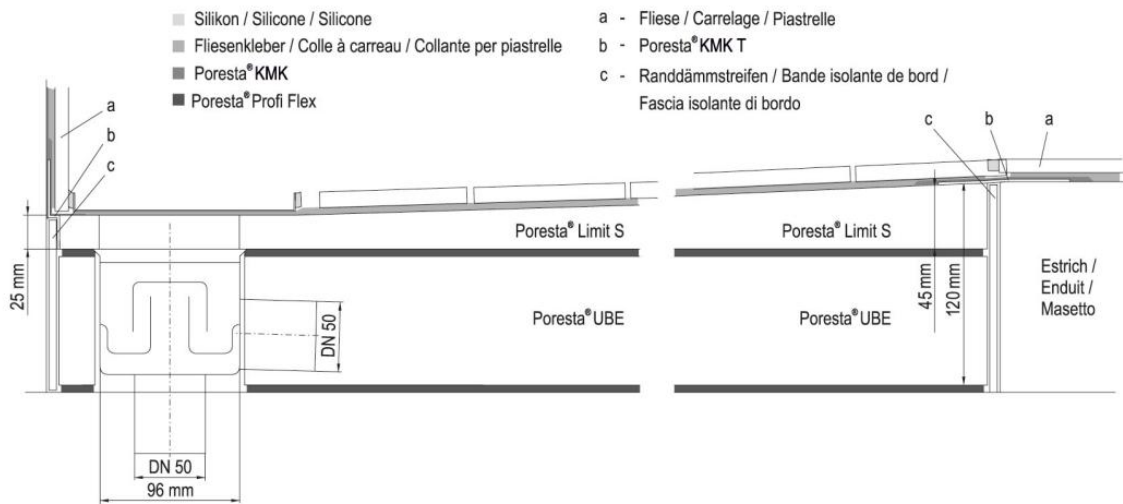 Silikon / Silicone / Silicone
Fliesenkleber / Colle à carreau / Collante per piastrelle
Poresta® KMK
Poresta® Profi Flex
a - Fliese / Carrelage / Piastrelle
b - Poresta® KMK T
c - Randdämmstreifen / Bande isolante de bord /
Fascia isolante di bordo
a
b
c
c
b
a
Poresta® Limit S
Poresta® Limit S
25 mm
45 mm
120 mm
Estrich /
Enduit /
Masetto
DN 50
Poresta® UBE
Poresta® UBE
DN 50
96 mm